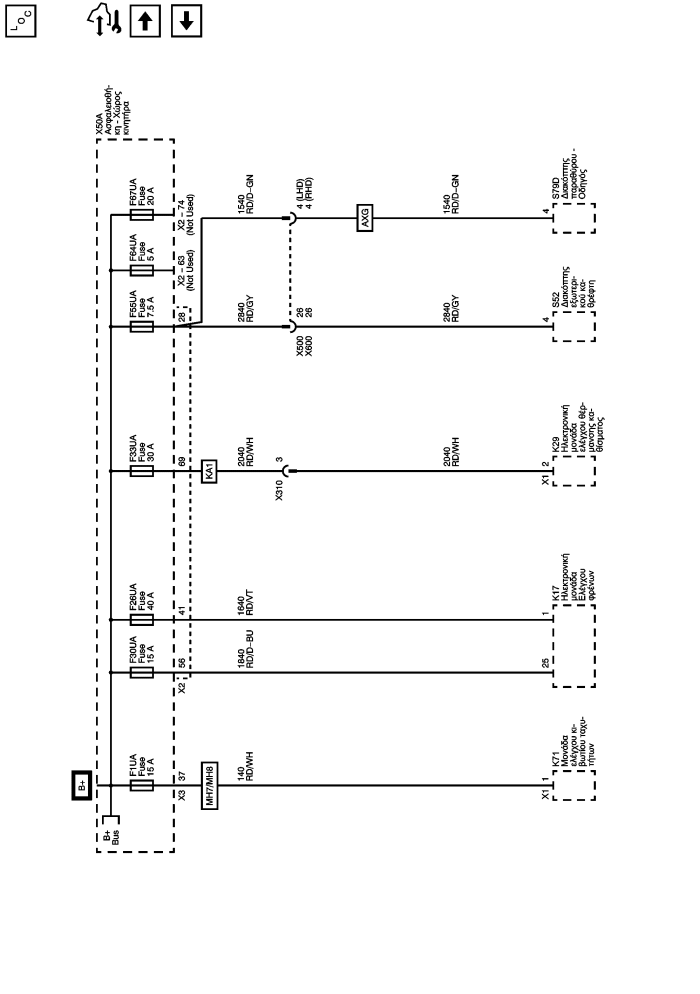 LOC
X50A
Ασφαλειοθή-
κη - Χώρος
κινητήρα
B+
B+
Bus
F1UA
Fuse
15 A
X3
37
MH7/MH8
140
RD/WH
X1
1
K71
Μονάδα
ελέγχου κι-
βωτίου ταχυ-
τήτων
F30UA
Fuse
15 A
X2
56
1840
RD/D-BU
25
F26UA
Fuse
40 A
41
1640
RD/VT
1
K17
Ηλεκτρονική
μονάδα
Ελέγχου
φρένων
F33UA
Fuse
30 A
69
KA1
2040
RD/WH
X310
3
2040
RD/WH
X1
2
K29
Ηλεκτρονική
μονάδα
ελέγχου θέρ-
μανσης κα-
θίσματος
F55UA
Fuse
7.5 A
28
2840
RD/GY
X500
X600
26
26
2840
RD/GY
4
S52
Διακόπτης
εξωτερι-
κού κα-
θρέφτη
F64UA
Fuse
5 A
X2 – 63
(Not Used)
F67UA
Fuse
20 A
X2 – 74
(Not Used)
1540
RD/D-GN
4 (LHD)
4 (RHD)
AXG
1540
RD/D-GN
4
S79D
Διακόπτης
παραθύρου -
Οδηγός